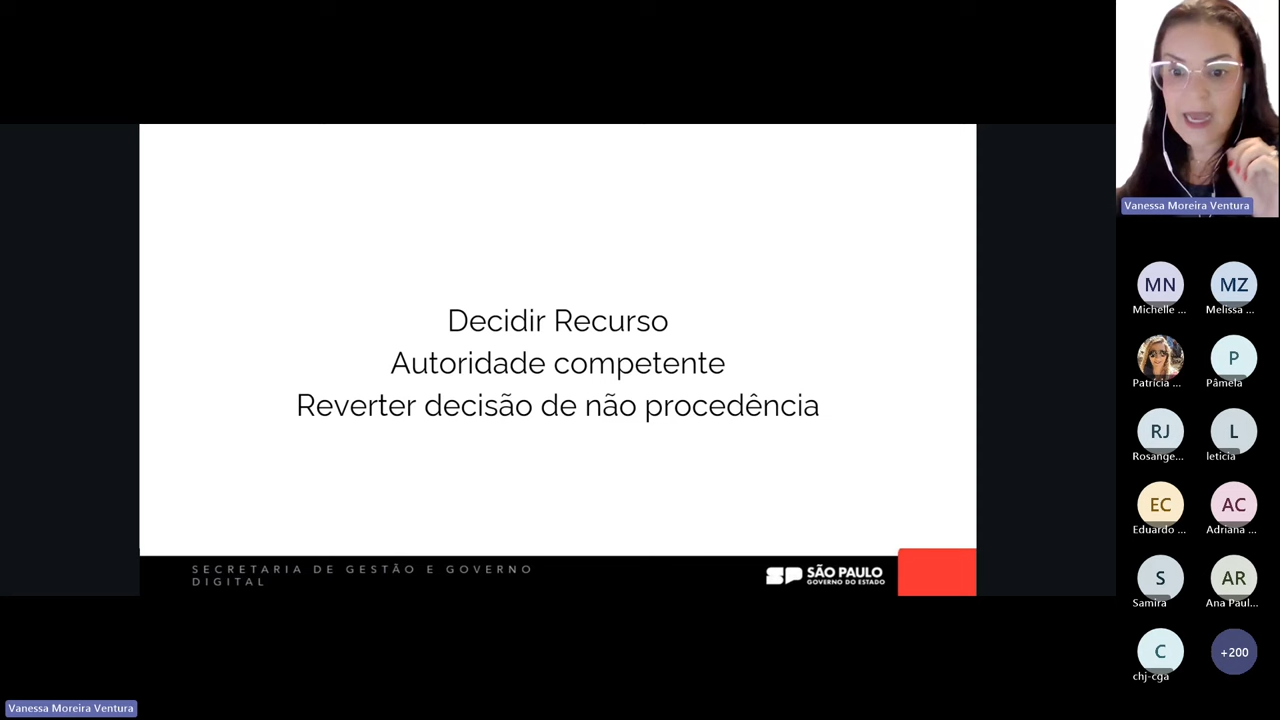 Decidir Recurso
Autoridade competente
Reverter decisão de não procedência
SECRETARIA DE GESTÃO E GOVERNO
DIGITAL
SP
SÃO PAULO
GOVERNO DO ESTADO
Vanessa Moreira Ventura
MN
MZ
Michelle ...
Melissa ...
P
Patrícia ...
Pâmela
RJ
L
Rosange...
leticia
EC
AC
Eduardo ...
Adriana ...
S
AR
Samira
Ana Paul...
C
+200
chj-cga
Vanessa Moreira Ventura